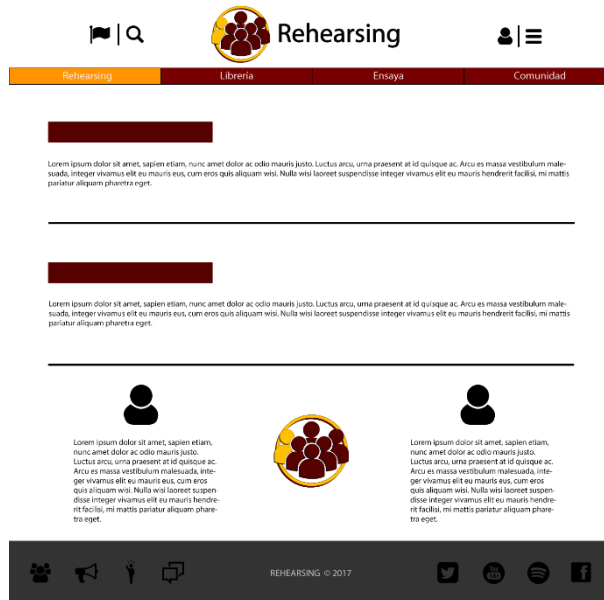 Rehearsing
Rehearsing
Librería
Ensaya
Comunidad
Lorem ipsum dolor sit amet, sapien etiam, nunc amet dolor ac odio mauris justo. Luctus arcu, urna praesent at id quisque ac. Arcu es massa vestibulum male-
suada, integer vivamus elit eu mauris eus, cum eros quis aliquam wisi. Nulla wisi laoreet suspendisse integer vivamus elit eu mauris hendrerit facilisi, mi mattis
pariatur aliquam pharetra eget.
Lorem ipsum dolor sit amet, sapien etiam, nunc amet dolor ac odio mauris justo. Luctus arcu, urna praesent at id quisque ac. Arcu es massa vestibulum male-
suada, integer vivamus elit eu mauris eus, cum eros quis aliquam wisi. Nulla wisi laoreet suspendisse integer vivamus elit eu mauris hendrerit facilisi, mi mattis
pariatur aliquam pharetra eget.
Lorem ipsum dolor sit amet, sapien etiam,
nunc amet dolor ac odio mauris justo.
Luctus arcu, urna praesent at id quisque ac.
Arcu es massa vestibulum malesuada, inte-
ger vivamus elit eu mauris eus, cum eros
quis aliquam wisi. Nulla wisi laoreet suspen-
disse integer vivamus elit eu mauris hendre-
rit facilisi, mi mattis pariatur aliquam phare-
tra eget.
Lorem ipsum dolor sit amet, sapien etiam,
nunc amet dolor ac odio mauris justo.
Luctus arcu, urna praesent at id quisque ac.
Arcu es massa vestibulum malesuada, inte-
ger vivamus elit eu mauris eus, cum eros
quis aliquam wisi. Nulla wisi laoreet suspen-
disse integer vivamus elit eu mauris hendre-
rit facilisi, mi mattis pariatur aliquam phare-
tra eget.
REHEARSING © 2017
You
Tube